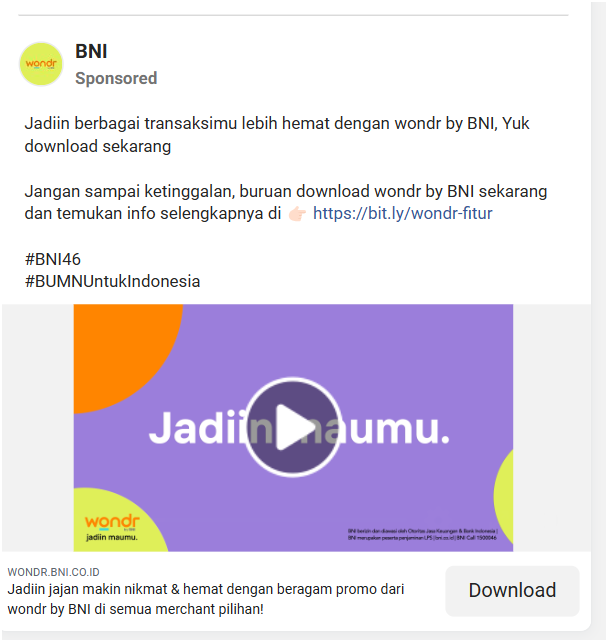 wondr
BNI
Sponsored
Jadiin berbagai transaksimu lebih hemat dengan wondr by BNI, Yuk
download sekarang
Jangan sampai ketinggalan, buruan download wondr by BNI sekarang
dan temukan info selengkapnya di 👉🏻 https://bit.ly/wondr-fitur
#BNI46
#BUMNUntukIndonesia
Jadiin maumu.
wondr
jadiin maumu.
BNI berizin dan diawasi oleh Otoritas Jasa Keuangan & Bank Indonesia |
BNI merupakan peserta penjaminan LPS | bni.co.id | BNI Call 1500046
WONDR.BNI.CO.ID
Jadiin jajan makin nikmat & hemat dengan beragam promo dari
wondr by BNI di semua merchant pilihan!
Download